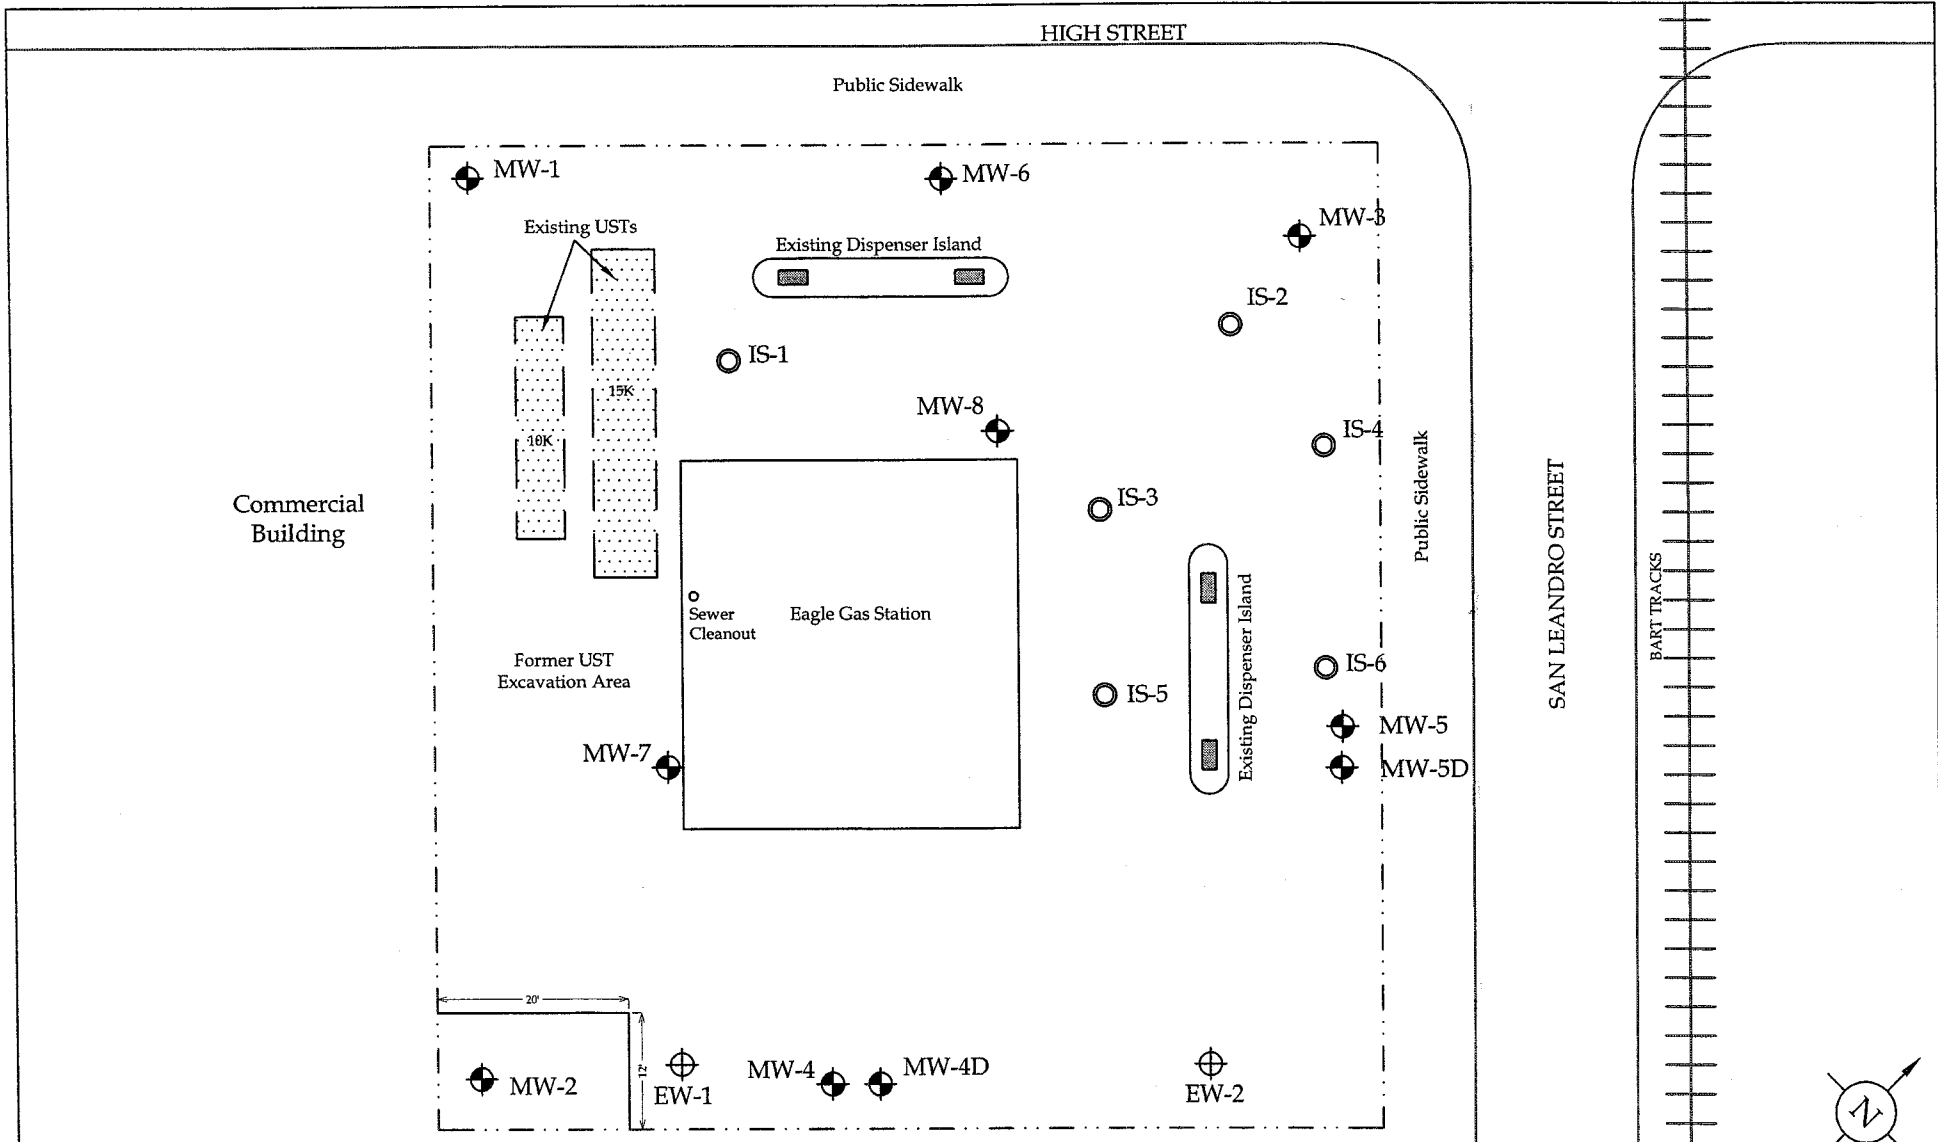 HIGH STREET
Public Sidewalk
MW-1
MW-6
MW-3
Existing USTs
Existing Dispenser Island
IS-2
IS-1
15K
MW-8
10K
IS-4
Commercial
Building
IS-3
Public Sidewalk
SAN LEANDRO STREET
BART TRACKS
Sewer
Cleanout
Eagle Gas Station
Existing Dispenser Island
Former UST
Excavation Area
IS-6
IS-5
MW-5
MW-7
MW-5D
20'
12'
MW-2
EW-1
MW-4
MW-4D
EW-2
N